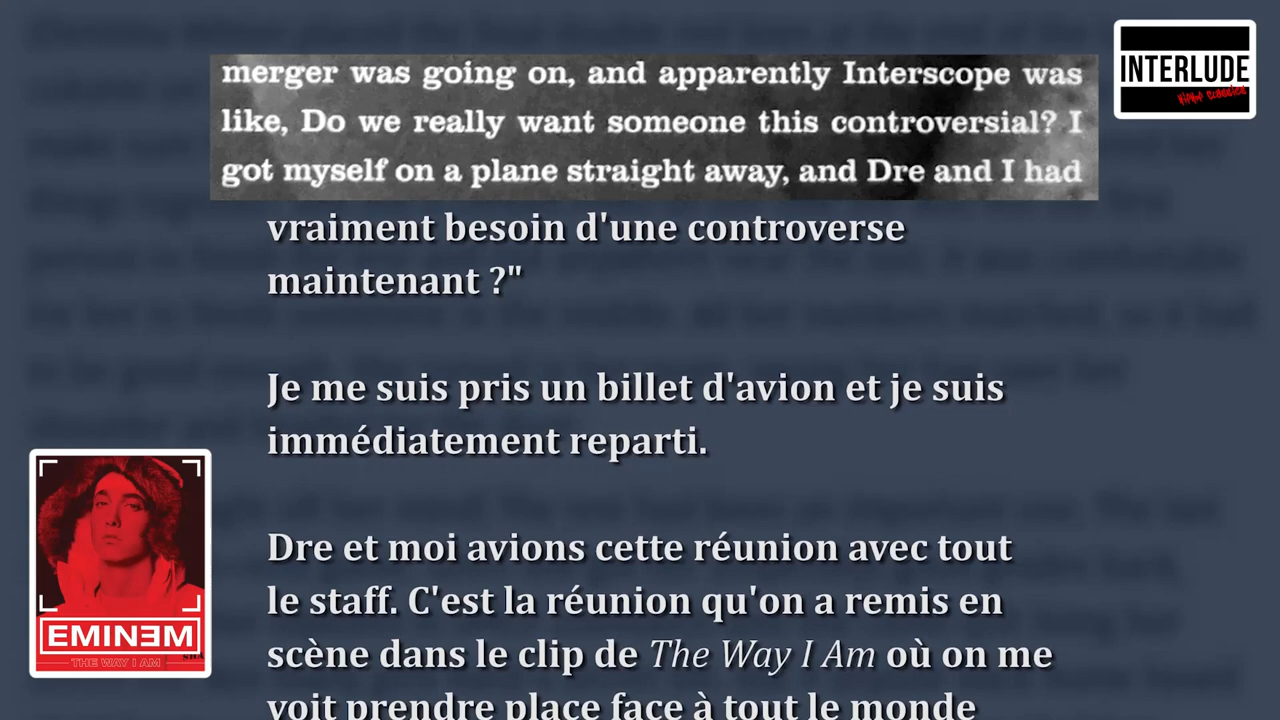 merger was going on, and apparently Interscope was
like, Do we really want someone this controversial? I
got myself on a plane straight away, and Dre and I had
INTERLUDE
vraiment besoin d'une controverse
maintenant ?"
Je me suis pris un billet d'avion et je suis
immédiatement reparti.
Dre et moi avions cette réunion avec tout
le staff. C'est la réunion qu'on a remis en
scène dans le clip de The Way I Am où on me
voit prendre place face à tout le monde
EMINƎM
THE WAY I AM